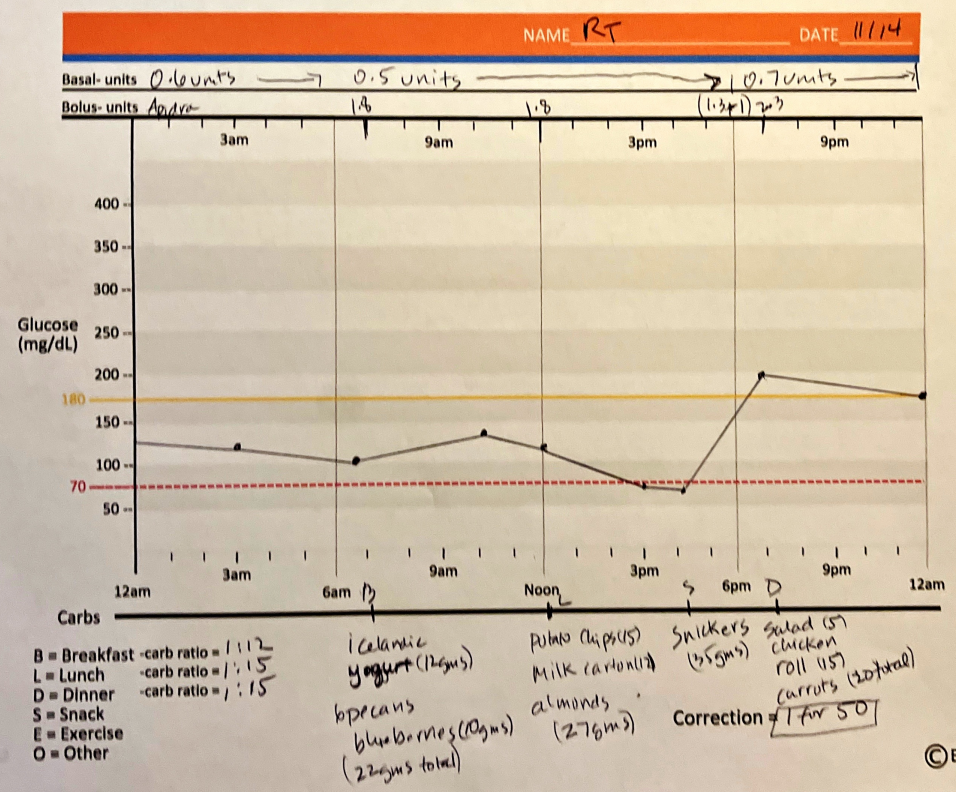 NAME RT DATE 11/14
Basal- units 0.6 units → 0.5 units → 0.7 units →
Bolus- units Apidra 1.8 1.8 (1.3+1) 2.3
3am 9am 3pm 9pm
400
350
300
Glucose
(mg/dL)
250
200
180
150
100
70
50
3am 9am 3pm 9pm
12am 6am B Noon L S 6pm D 12am
Carbs
B = Breakfast -carb ratio = 1:12
L = Lunch -carb ratio = 1:15
D = Dinner -carb ratio = 1:15
S = Snack
E = Exercise
O = Other
icelandic
yogurt (12gms)
6 pecans
blueberries (10gms)
(22gms total)
Potato Chips (15)
Milk carton (12)
almonds
(27gms)
Snickers
(35gms)
Salad (5)
chicken
roll (15)
carrots (20 total)
Correction = 1 for 50
©